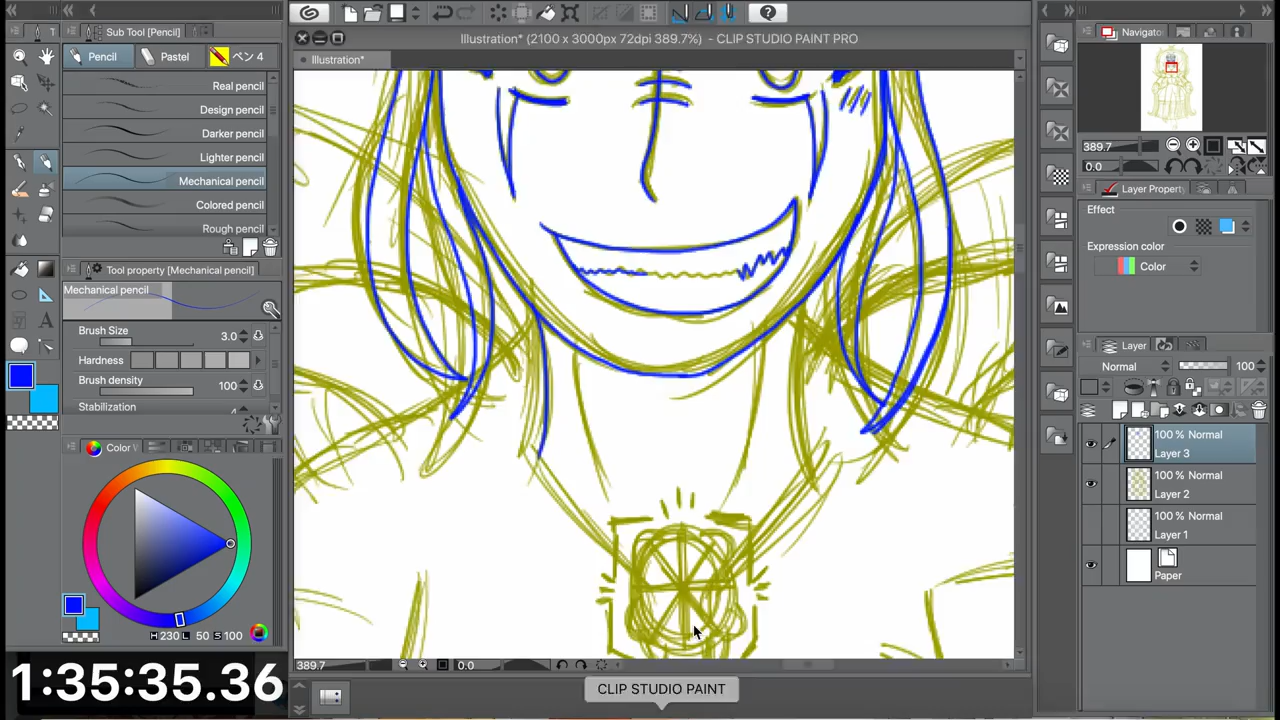 Illustration* (2100 x 3000px 72dpi 389.7%) - CLIP STUDIO PAINT PRO
Sub Tool [Pencil]
Pencil
Pastel
ペン 4
Real pencil
Design pencil
Darker pencil
Lighter pencil
Mechanical pencil
Colored pencil
Rough pencil
Tool property [Mechanical pencil]
Mechanical pencil
Brush Size
3.0
Hardness
Brush density
100
Stabilization
Color
H 230 L 50 S 100
1:35:35.36
Illustration*
389.7
0.0
CLIP STUDIO PAINT
Navigator
389.7
0.0
Layer Property
Effect
Expression color
Color
Layer
Normal
100
100 % Normal
Layer 3
100 % Normal
Layer 2
100 % Normal
Layer 1
Paper